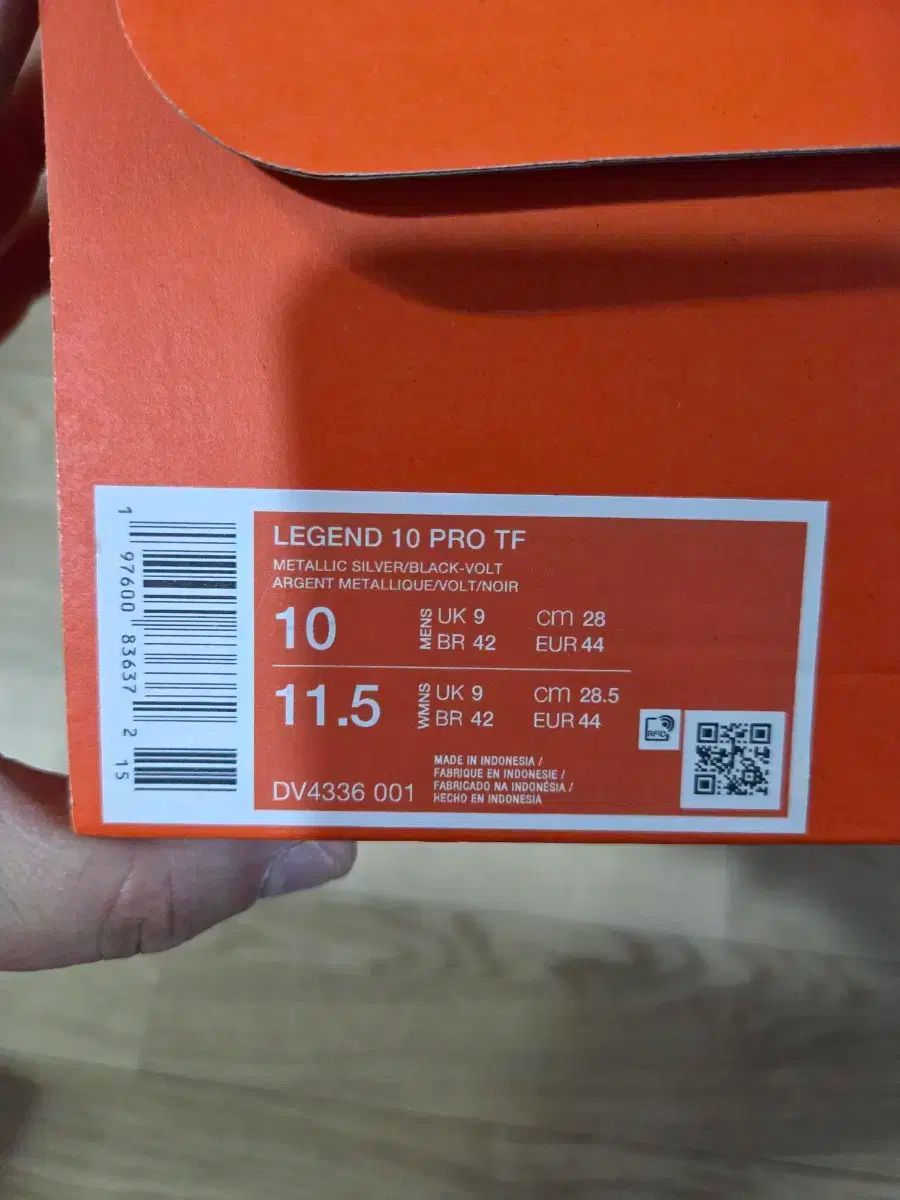 LEGEND 10 PRO TF
METALLIC SILVER/BLACK-VOLT
ARGENT METALLIQUE/VOLT/NOIR
10 MENS UK 9 cm 28
BR 42 EUR 44
11.5 WMNS UK 9 cm 28.5
BR 42 EUR 44
RFID
DV4336 001
MADE IN INDONESIA /
FABRIQUE EN INDONESIE /
FABRICADO NA INDONÉSIA /
HECHO EN INDONESIA
1 97600 83637 2 15